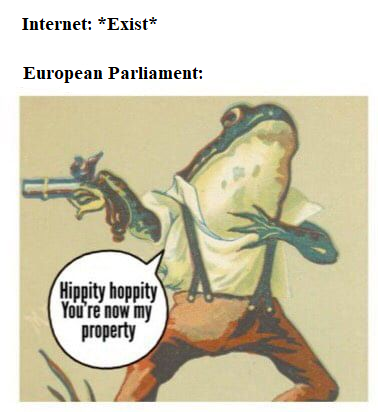 Internet: *Exist*
European Parliament:
Hippity hoppity
You're now my
property